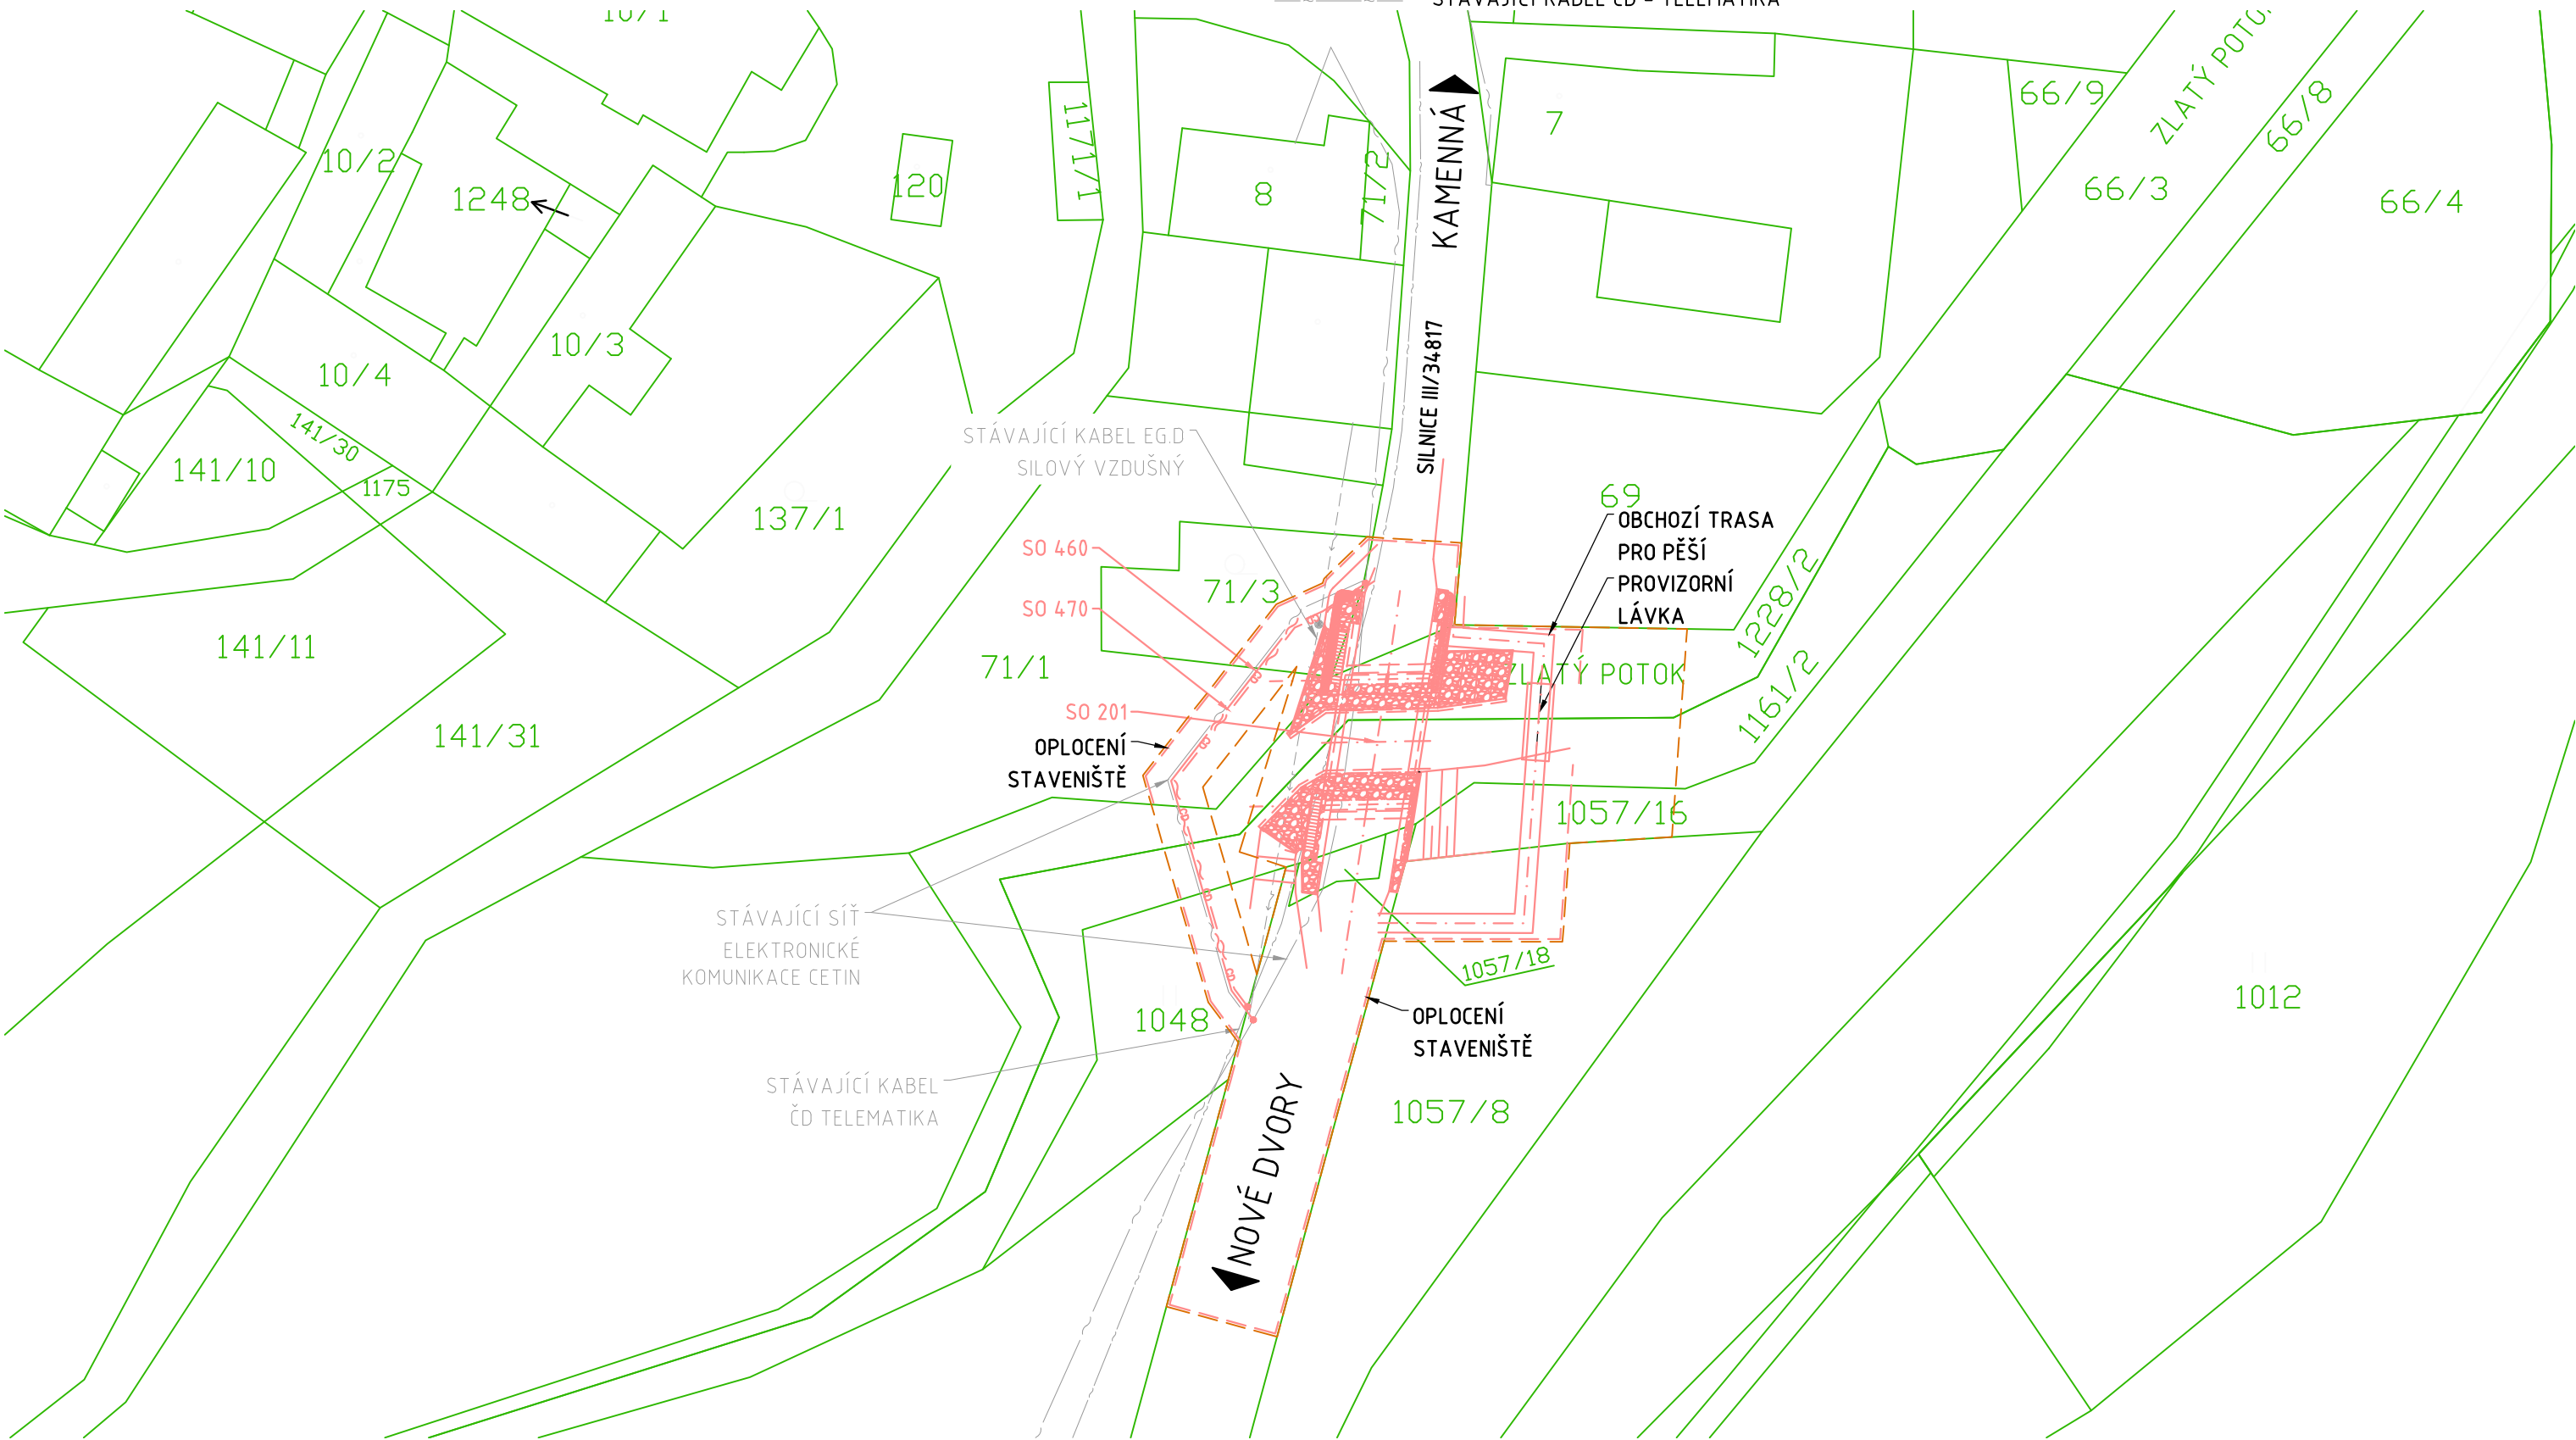 STÁVAJÍCÍ KABEL ČD - TELEMATIKA
10/1
ZLATÝ POTOK
66/9
66/8
7
1171/1
10/2
1248
120
8
71/2
KAMENNÁ
66/3
66/4
10/3
10/4
SILNICE III/34817
141/30
141/10
1175
137/1
STÁVAJÍCÍ KABEL EG.D
SILOVÝ VZDUŠNÝ
69
OBCHOZÍ TRASA
PRO PĚŠÍ
PROVIZORNÍ
LÁVKA
SO 460
SO 470
71/3
1228/2
141/11
71/1
ZLATÝ POTOK
1161/2
SO 201
141/31
OPLOCENÍ
STAVENIŠTĚ
1057/16
STÁVAJÍCÍ SÍŤ
ELEKTRONICKÉ
KOMUNIKACE CETIN
1057/18
1012
1048
OPLOCENÍ
STAVENIŠTĚ
STÁVAJÍCÍ KABEL
ČD TELEMATIKA
1057/8
NOVÉ DVORY